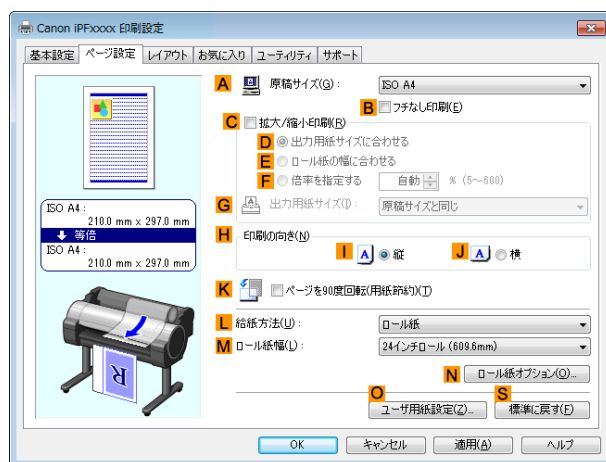 Canon iPFxxxx 印刷設定
基本設定 ページ設定 レイアウト お気に入り ユーティリティ サポート
A 原稿サイズ(G) : ISO A4
B フチなし印刷(E)
C 拡大/縮小印刷(R)
D 出力用紙サイズに合わせる
E ロール紙の幅に合わせる
F 倍率を指定する 自動 % (5～600)
G 出力用紙サイズ(I) : 原稿サイズと同じ
ISO A4 :
210.0 mm x 297.0 mm
等倍
ISO A4 :
210.0 mm x 297.0 mm
H 印刷の向き(N)
I A 縦 J A 横
K ページを90度回転(用紙節約)(T)
L 給紙方法(U) : ロール紙
M ロール紙幅(L) : 24インチロール (609.6mm)
N ロール紙オプション(O)...
R
O S
ユーザ用紙設定(Z)... 標準に戻す(F)
OK キャンセル 適用(A) ヘルプ